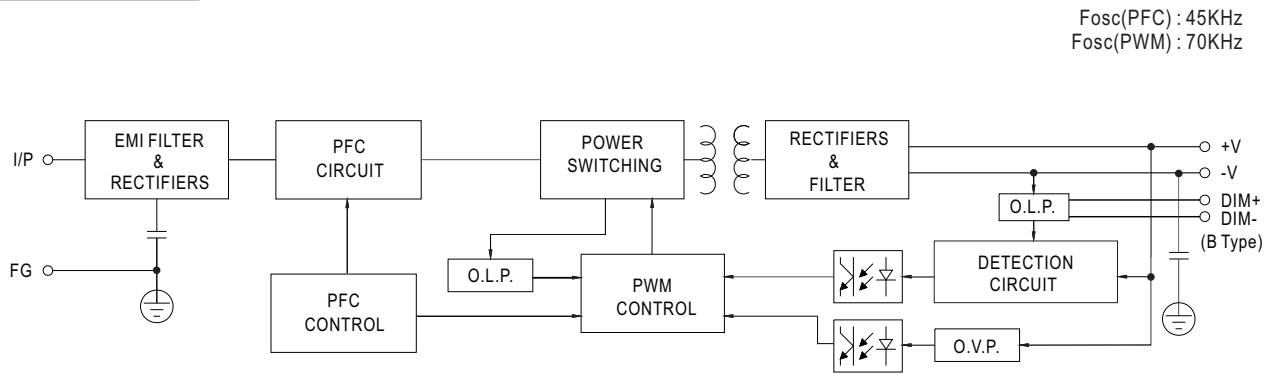 Fosc(PFC) : 45KHz
Fosc(PWM) : 70KHz
I/P
EMI FILTER
&
RECTIFIERS
PFC
CIRCUIT
POWER
SWITCHING
RECTIFIERS
&
FILTER
+V
-V
O.L.P.
DIM+
DIM-
(B Type)
FG
O.L.P.
PFC
CONTROL
PWM
CONTROL
DETECTION
CIRCUIT
O.V.P.